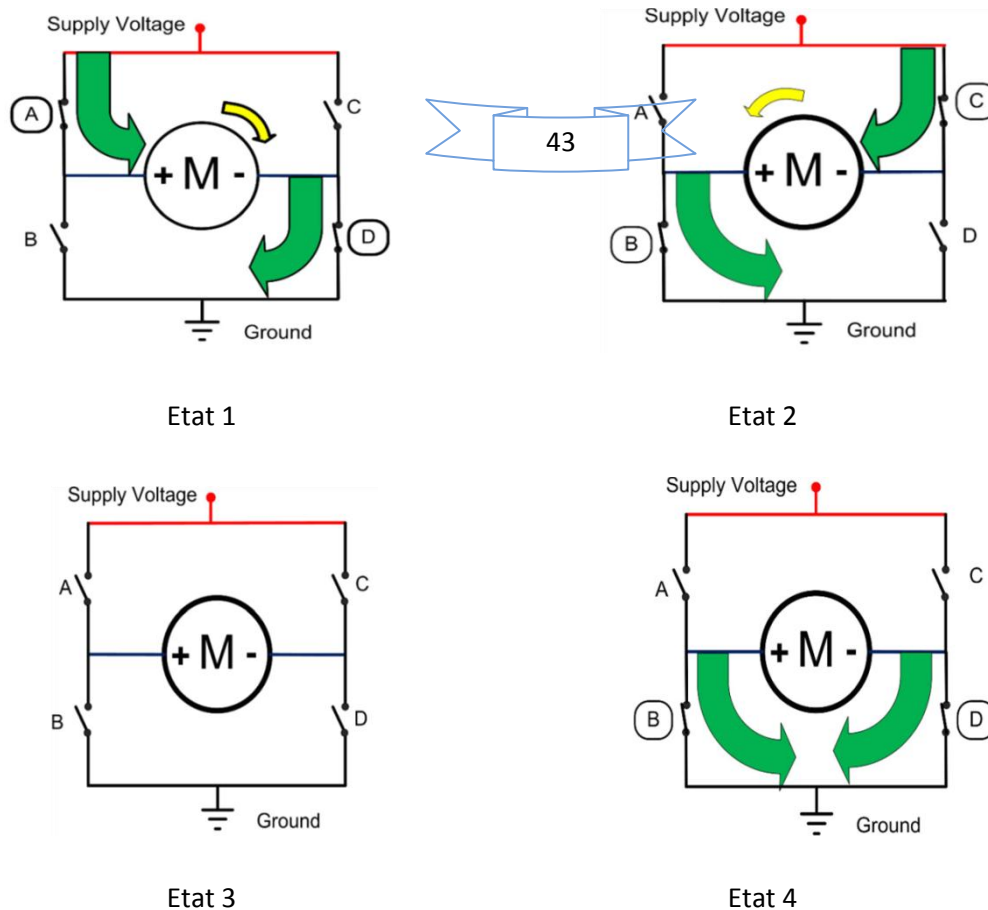 Supply Voltage
A
C
+ M -
B
D
Ground
Etat 1
Supply Voltage
A
C
+ M -
B
D
Ground
Etat 2
43
Supply Voltage
A
C
+ M -
B
D
Ground
Etat 3
Supply Voltage
A
C
+ M -
B
D
Ground
Etat 4